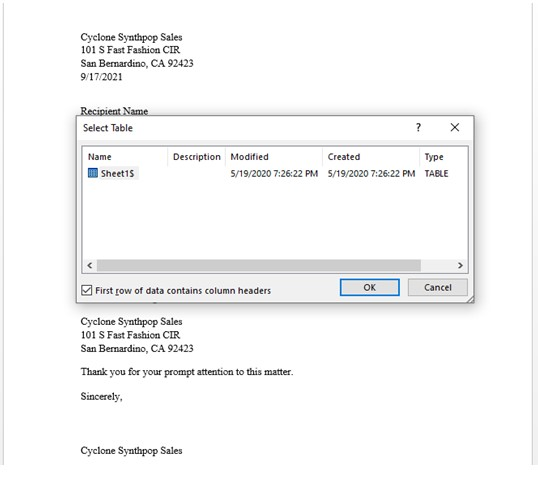 Cyclone Synthpop Sales
101 S Fast Fashion CIR
San Bernardino, CA 92423
9/17/2021
Recipient Name
Select Table ? X
Name Description Modified Created Type
Sheet1$ 5/19/2020 7:26:22 PM 5/19/2020 7:26:22 PM TABLE
First row of data contains column headers OK Cancel
Cyclone Synthpop Sales
101 S Fast Fashion CIR
San Bernardino, CA 92423
Thank you for your prompt attention to this matter.
Sincerely,
Cyclone Synthpop Sales